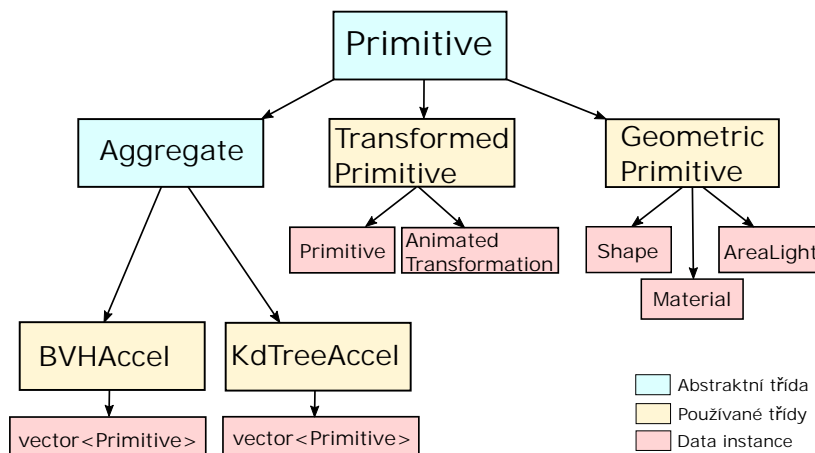 Primitive
Aggregate
Transformed
Primitive
Geometric
Primitive
Primitive
Animated
Transformation
Shape
AreaLight
Material
BVHAccel
KdTreeAccel
vector<Primitive>
vector<Primitive>
Abstraktní třída
Používané třídy
Data instance